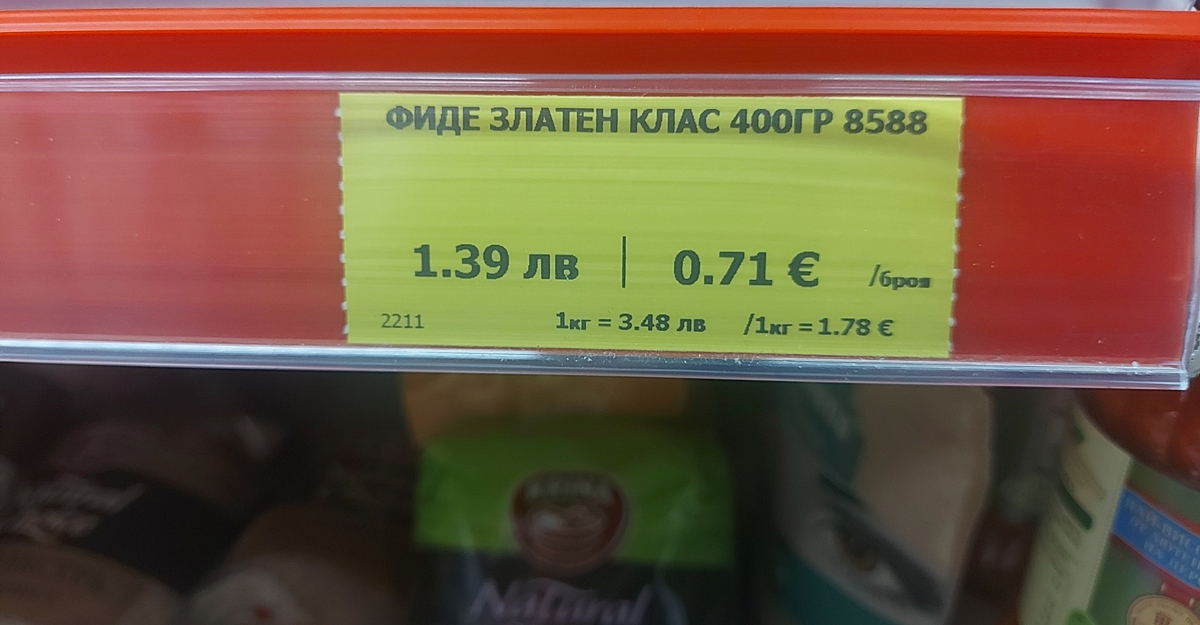 ФИДЕ ЗЛАТЕН КЛАС 400ГР 8588
1.39 лв | 0.71 € /броя
2211 1кг = 3.48 лв /1кг = 1.78 €
Natural